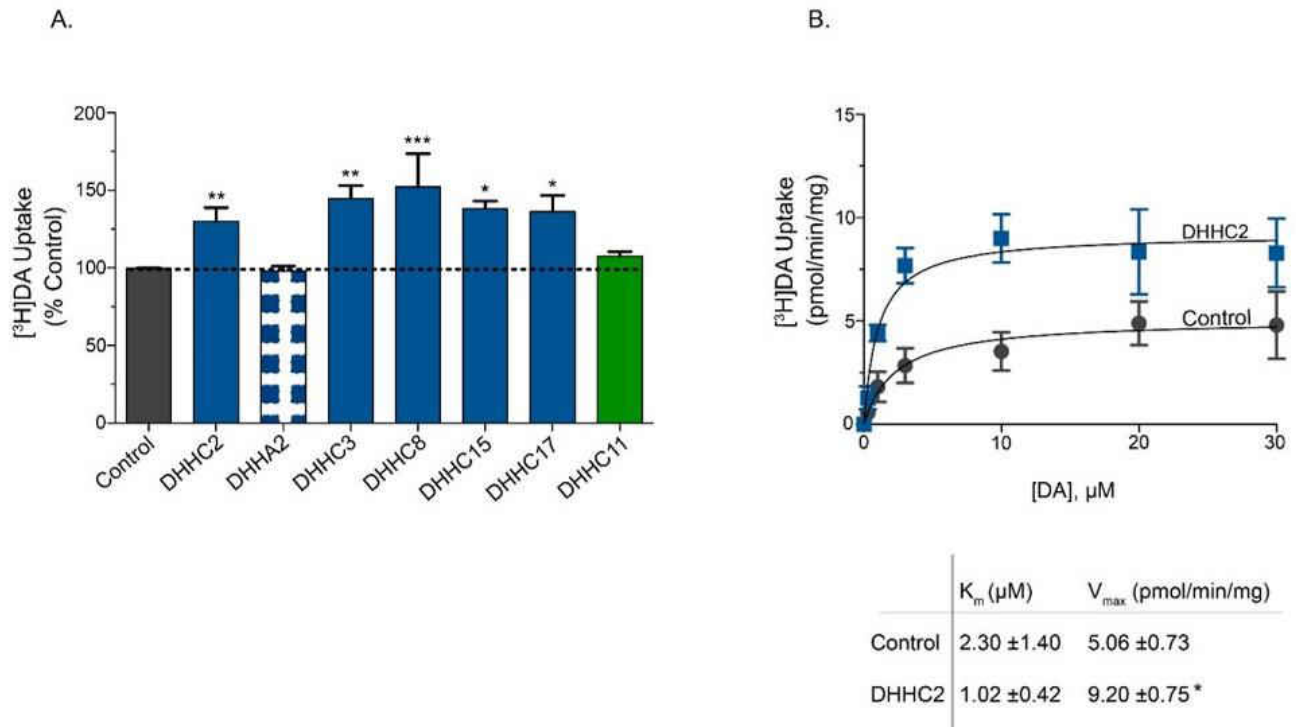 A.
[³H]DA Uptake
(% Control)
200
150
100
50
0
**
**
***
*
*
Control
DHHC2
DHHA2
DHHC3
DHHC8
DHHC15
DHHC17
DHHC11
B.
[³H]DA Uptake
(pmol/min/mg)
15
10
5
0
DHHC2
Control
0
10
20
30
[DA], µM
Kₘ (µM) Vₘₐₓ (pmol/min/mg)
Control 2.30 ±1.40 5.06 ±0.73
DHHC2 1.02 ±0.42 9.20 ±0.75 *